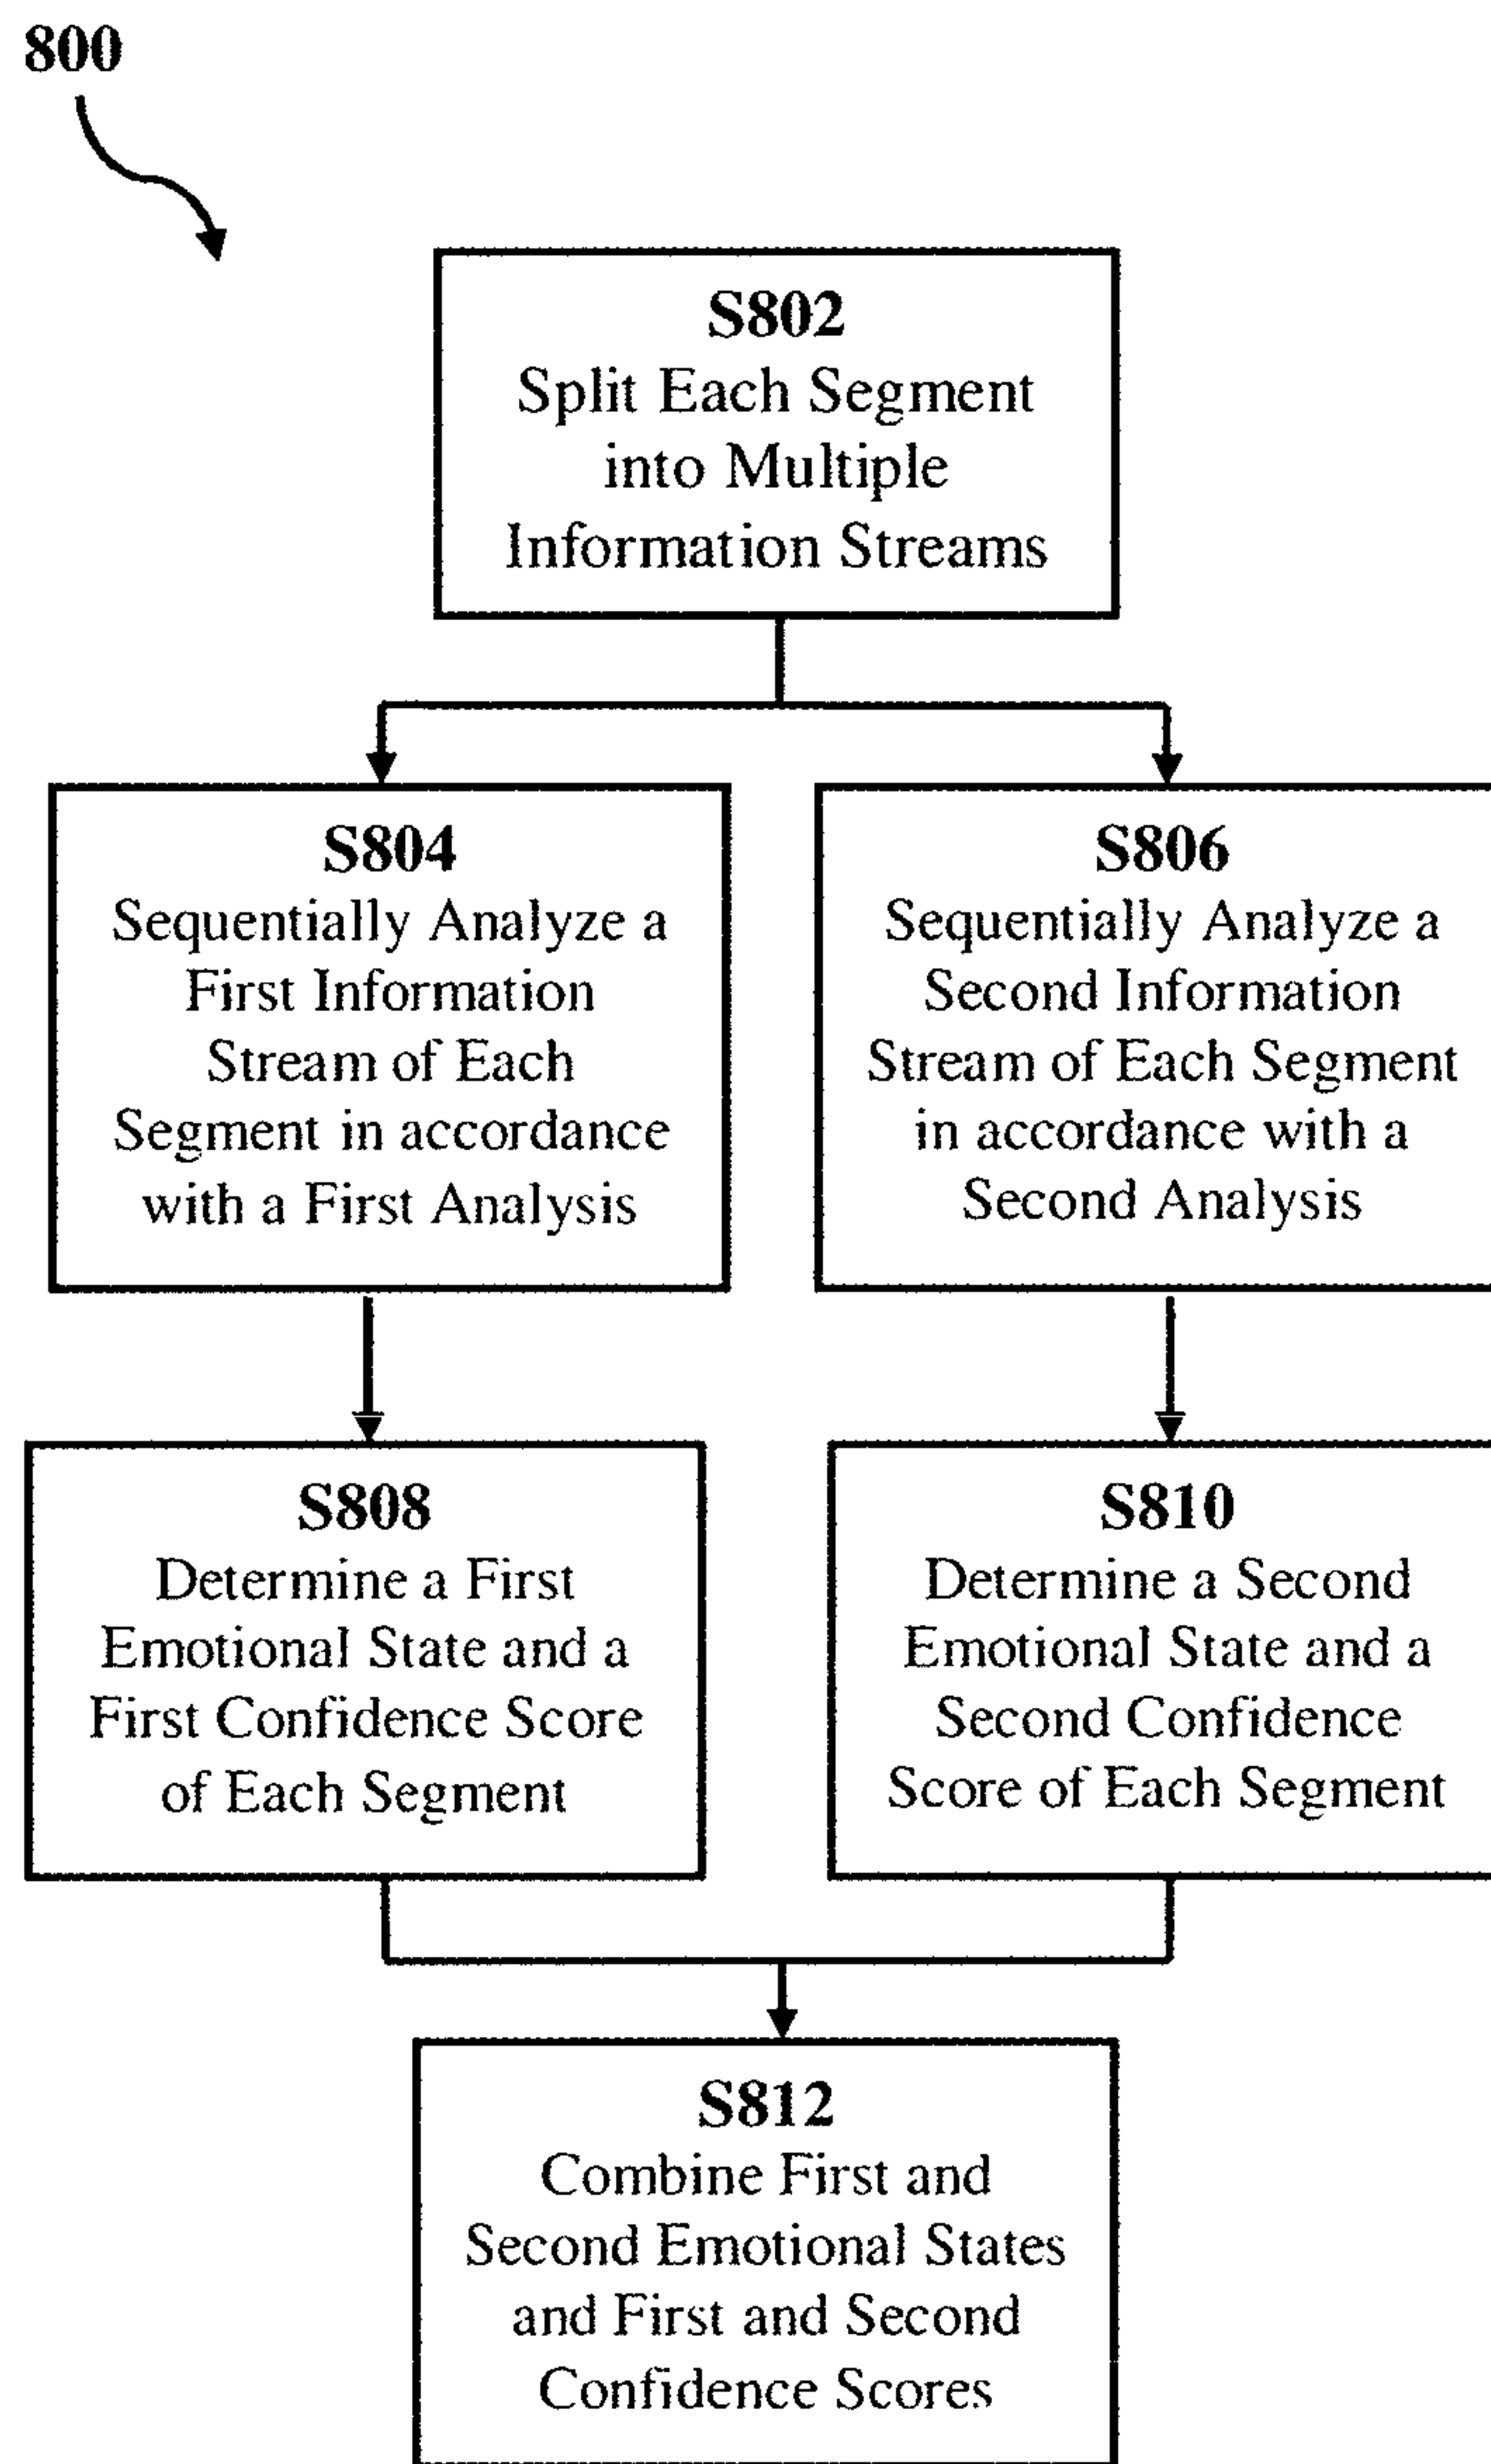 800
S802
Split Each Segment
into Multiple
Information Streams
S804
Sequentially Analyze a
First Information
Stream of Each
Segment in accordance
with a First Analysis
S806
Sequentially Analyze a
Second Information
Stream of Each Segment
in accordance with a
Second Analysis
S808
Determine a First
Emotional State and a
First Confidence Score
of Each Segment
S810
Determine a Second
Emotional State and a
Second Confidence
Score of Each Segment
S812
Combine First and
Second Emotional States
and First and Second
Confidence Scores